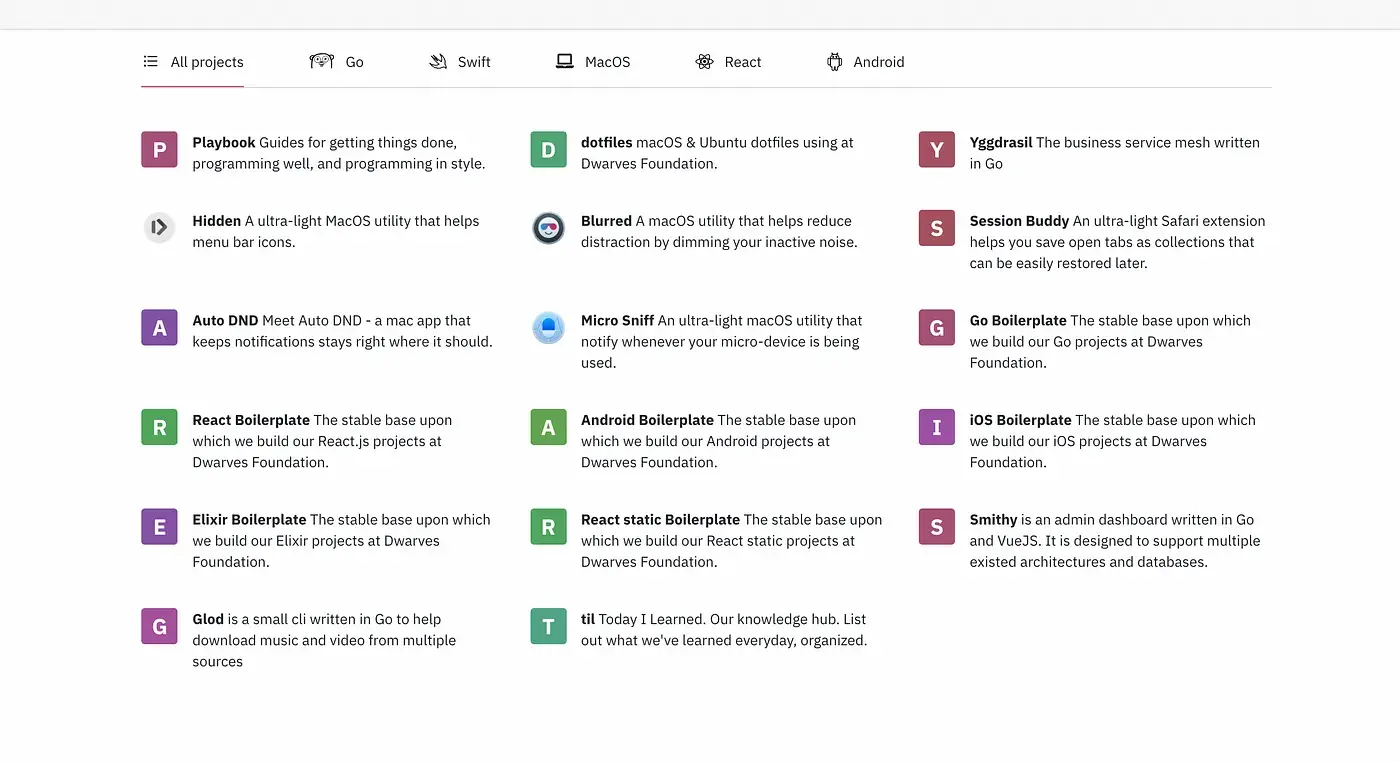 All projects
Go
Swift
MacOS
React
Android
P
Playbook Guides for getting things done,
programming well, and programming in style.
D
dotfiles macOS & Ubuntu dotfiles using at
Dwarves Foundation.
Y
Yggdrasil The business service mesh written
in Go
Hidden A ultra-light MacOS utility that helps
menu bar icons.
Blurred A macOS utility that helps reduce
distraction by dimming your inactive noise.
S
Session Buddy An ultra-light Safari extension
helps you save open tabs as collections that
can be easily restored later.
A
Auto DND Meet Auto DND - a mac app that
keeps notifications stays right where it should.
Micro Sniff An ultra-light macOS utility that
notify whenever your micro-device is being
used.
G
Go Boilerplate The stable base upon which
we build our Go projects at Dwarves
Foundation.
R
React Boilerplate The stable base upon
which we build our React.js projects at
Dwarves Foundation.
A
Android Boilerplate The stable base upon
which we build our Android projects at
Dwarves Foundation.
I
iOS Boilerplate The stable base upon which
we build our iOS projects at Dwarves
Foundation.
E
Elixir Boilerplate The stable base upon which
we build our Elixir projects at Dwarves
Foundation.
R
React static Boilerplate The stable base upon
which we build our React static projects at
Dwarves Foundation.
S
Smithy is an admin dashboard written in Go
and VueJS. It is designed to support multiple
existed architectures and databases.
G
Glod is a small cli written in Go to help
download music and video from multiple
sources
T
til Today I Learned. Our knowledge hub. List
out what we've learned everyday, organized.